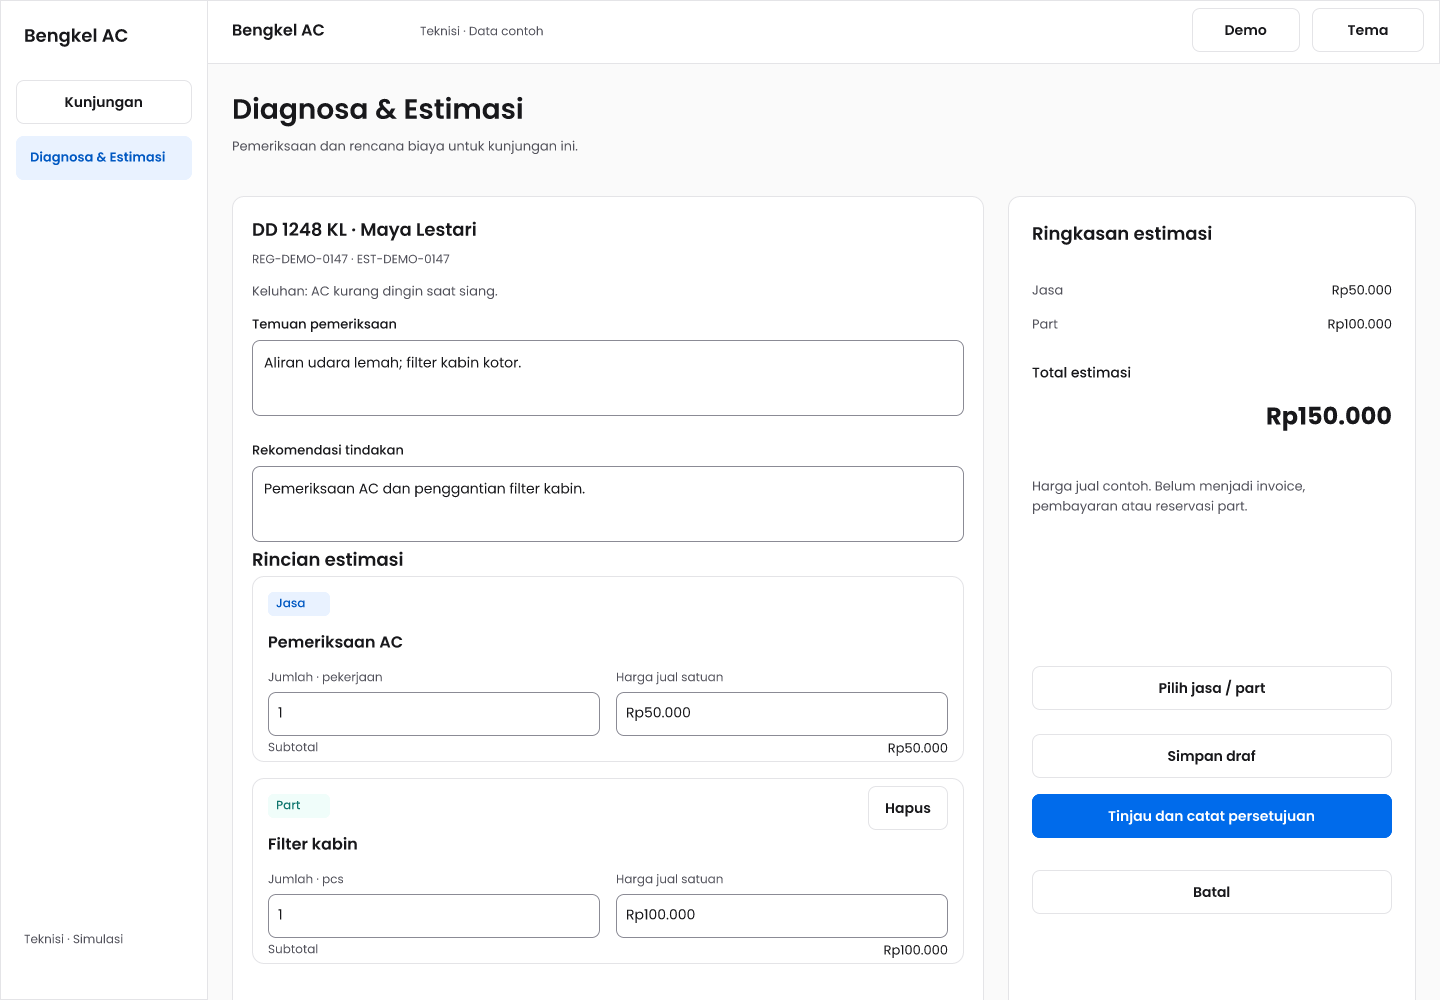 Bengkel AC
Kunjungan
Diagnosa & Estimasi
Teknisi · Simulasi
Bengkel AC
Teknisi · Data contoh
Demo
Tema
Diagnosa & Estimasi
Pemeriksaan dan rencana biaya untuk kunjungan ini.
DD 1248 KL · Maya Lestari
REG-DEMO-0147 · EST-DEMO-0147
Keluhan: AC kurang dingin saat siang.
Temuan pemeriksaan
Aliran udara lemah; filter kabin kotor.
Rekomendasi tindakan
Pemeriksaan AC dan penggantian filter kabin.
Rincian estimasi
Jasa
Pemeriksaan AC
Jumlah · pekerjaan
Harga jual satuan
1
Rp50.000
Subtotal
Rp50.000
Part
Hapus
Filter kabin
Jumlah · pcs
Harga jual satuan
1
Rp100.000
Subtotal
Rp100.000
Ringkasan estimasi
Jasa
Rp50.000
Part
Rp100.000
Total estimasi
Rp150.000
Harga jual contoh. Belum menjadi invoice,
pembayaran atau reservasi part.
Pilih jasa / part
Simpan draf
Tinjau dan catat persetujuan
Batal